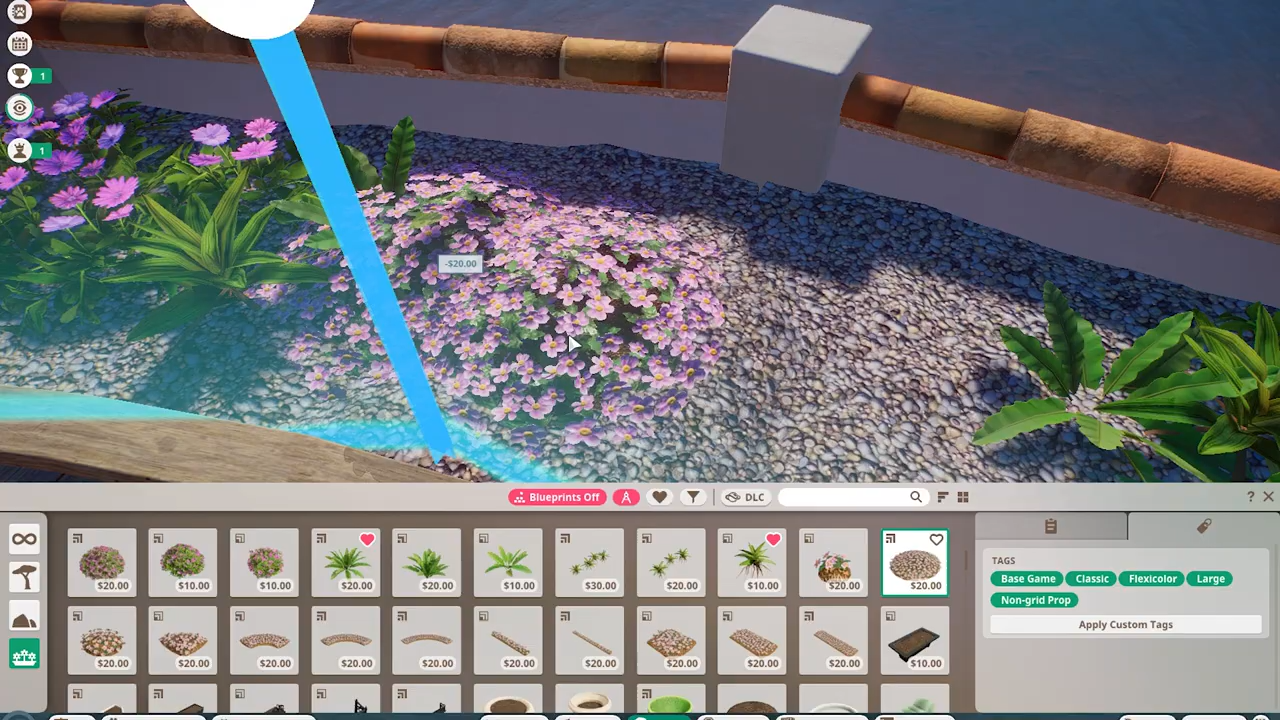 1
1
-$20.00
Blueprints Off
DLC
?
$20.00 $10.00 $10.00 $20.00 $20.00 $10.00 $30.00 $20.00 $10.00 $20.00 $20.00
$20.00 $20.00 $20.00 $20.00 $20.00 $20.00 $20.00 $20.00 $20.00 $20.00 $10.00
TAGS
Base Game Classic Flexicolor Large
Non-grid Prop
Apply Custom Tags